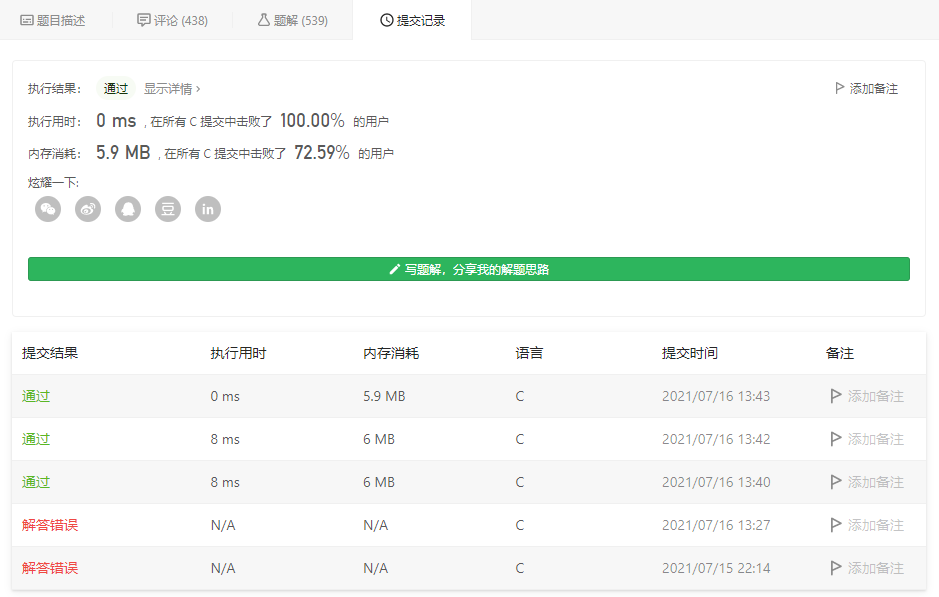 题目描述 评论 (438) 题解 (539) 提交记录
执行结果： 通过 显示详情 › 添加备注
执行用时： 0 ms , 在所有 C 提交中击败了 100.00% 的用户
内存消耗： 5.9 MB , 在所有 C 提交中击败了 72.59% 的用户
炫耀一下:
豆 in
写题解，分享我的解题思路
提交结果 执行用时 内存消耗 语言 提交时间 备注
通过 0 ms 5.9 MB C 2021/07/16 13:43 添加备注
通过 8 ms 6 MB C 2021/07/16 13:42 添加备注
通过 8 ms 6 MB C 2021/07/16 13:40 添加备注
解答错误 N/A N/A C 2021/07/16 13:27 添加备注
解答错误 N/A N/A C 2021/07/15 22:14 添加备注